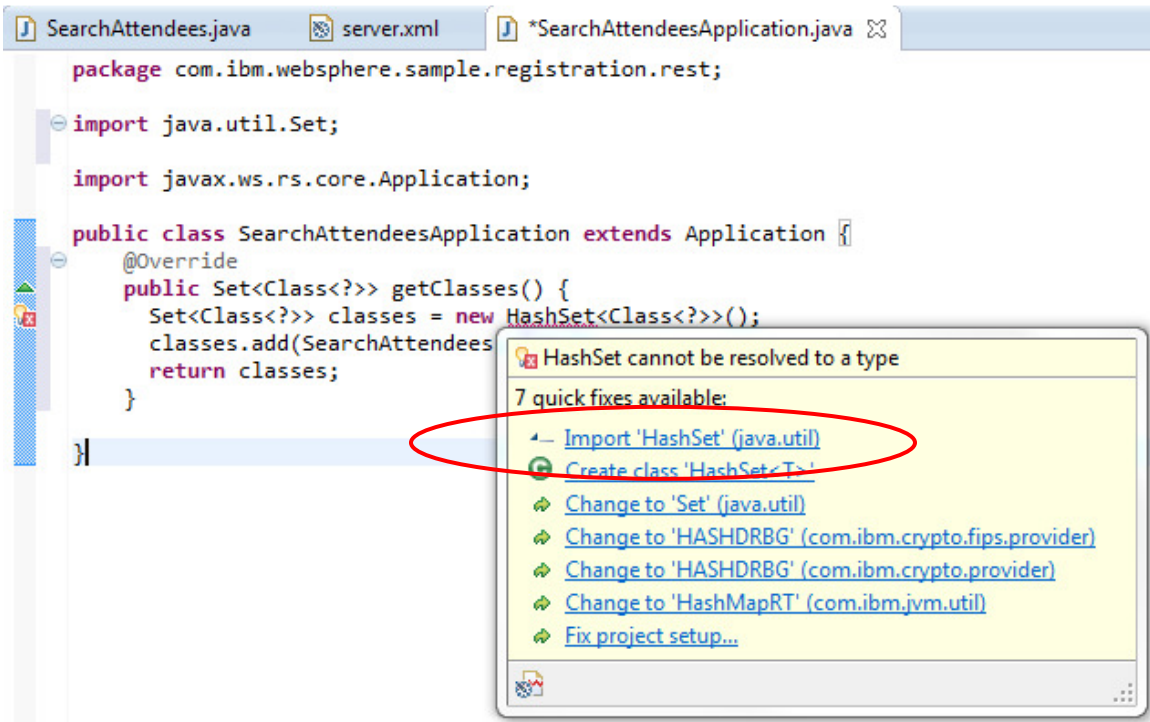 SearchAttendees.java server.xml *SearchAttendeesApplication.java
package com.ibm.websphere.sample.registration.rest;
import java.util.Set;
import javax.ws.rs.core.Application;
public class SearchAttendeesApplication extends Application {
@Override
public Set<Class<?>> getClasses() {
Set<Class<?>> classes = new HashSet<Class<?>>();
classes.add(SearchAttendees
return classes;
}
}
HashSet cannot be resolved to a type
7 quick fixes available:
Import 'HashSet' (java.util)
Create class 'HashSet<T>'
Change to 'Set' (java.util)
Change to 'HASHDRBG' (com.ibm.crypto.fips.provider)
Change to 'HASHDRBG' (com.ibm.crypto.provider)
Change to 'HashMapRT' (com.ibm.jvm.util)
Fix project setup...